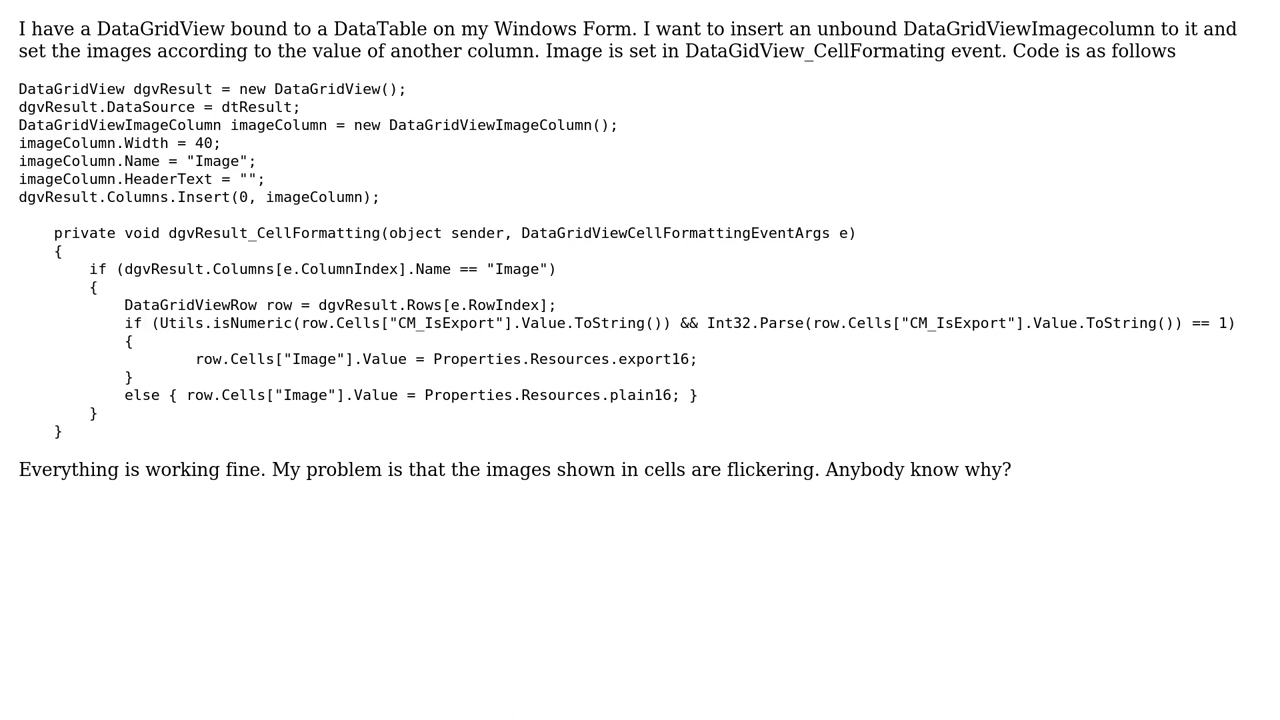 I have a DataGridView bound to a DataTable on my Windows Form. I want to insert an unbound DataGridViewImagecolumn to it and
set the images according to the value of another column. Image is set in DataGidView_CellFormating event. Code is as follows
DataGridView dgvResult = new DataGridView();
dgvResult.DataSource = dtResult;
DataGridViewImageColumn imageColumn = new DataGridViewImageColumn();
imageColumn.Width = 40;
imageColumn.Name = "Image";
imageColumn.HeaderText = "";
dgvResult.Columns.Insert(0, imageColumn);
    private void dgvResult_CellFormatting(object sender, DataGridViewCellFormattingEventArgs e)
    {
        if (dgvResult.Columns[e.ColumnIndex].Name == "Image")
        {
            DataGridViewRow row = dgvResult.Rows[e.RowIndex];
            if (Utils.isNumeric(row.Cells["CM_IsExport"].Value.ToString()) && Int32.Parse(row.Cells["CM_IsExport"].Value.ToString()) == 1)
            {
                    row.Cells["Image"].Value = Properties.Resources.export16;
            }
            else { row.Cells["Image"].Value = Properties.Resources.plain16; }
        }
    }
Everything is working fine. My problem is that the images shown in cells are flickering. Anybody know why?